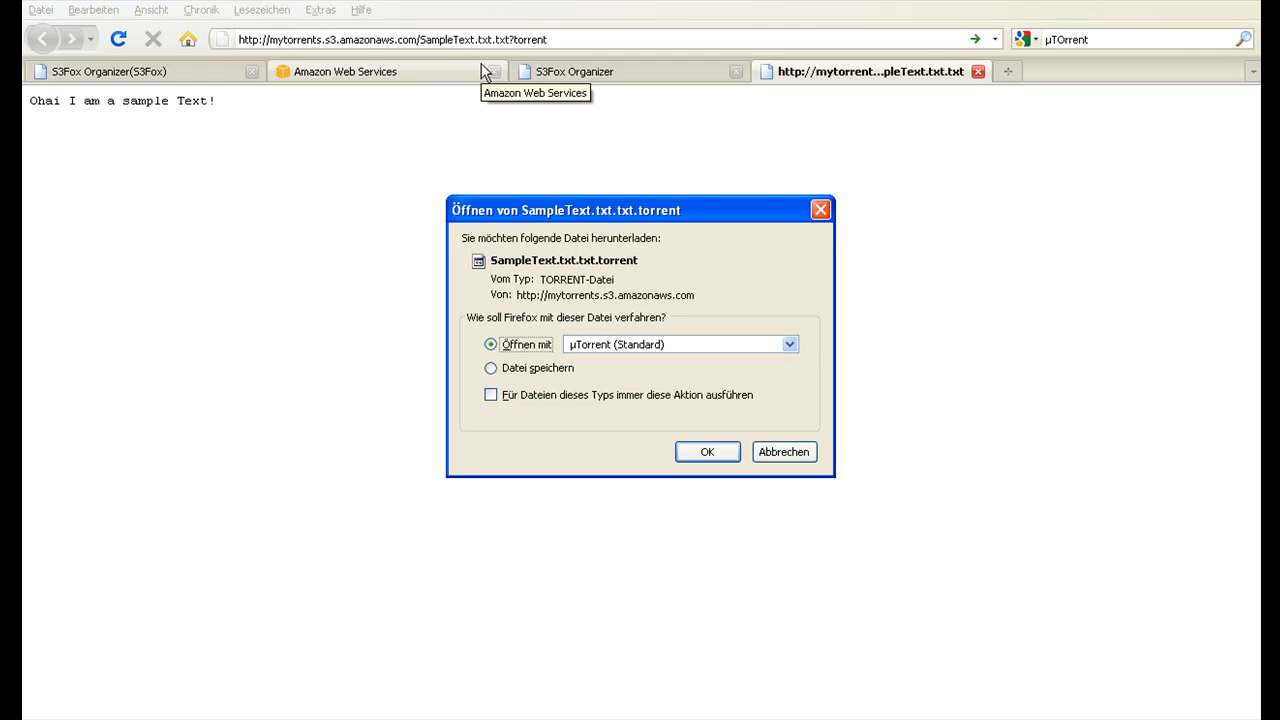 Datei Bearbeiten Ansicht Chronik Lesezeichen Extras Hilfe
http://mytorrents.s3.amazonaws.com/SampleText.txt.txt?torrent
µTOrrent
S3Fox Organizer(S3Fox)
Amazon Web Services
S3Fox Organizer
http://mytorrent...pleText.txt.txt
Amazon Web Services
Ohai I am a sample Text!
Öffnen von SampleText.txt.txt.torrent
Sie möchten folgende Datei herunterladen:
SampleText.txt.txt.torrent
Vom Typ: TORRENT-Datei
Von: http://mytorrents.s3.amazonaws.com
Wie soll Firefox mit dieser Datei verfahren?
Öffnen mit µTorrent (Standard)
Datei speichern
Für Dateien dieses Typs immer diese Aktion ausführen
OK Abbrechen